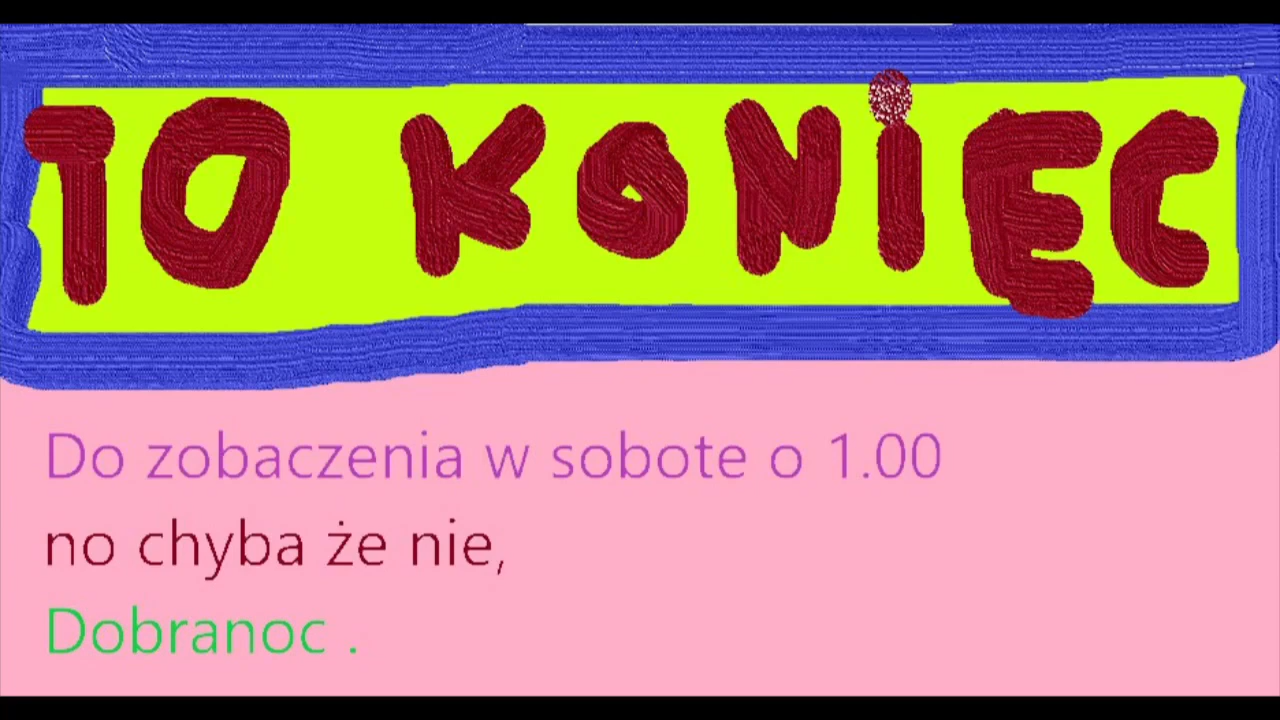 TO KONiEC
Do zobaczenia w sobote o 1.00
no chyba że nie,
Dobranoc .